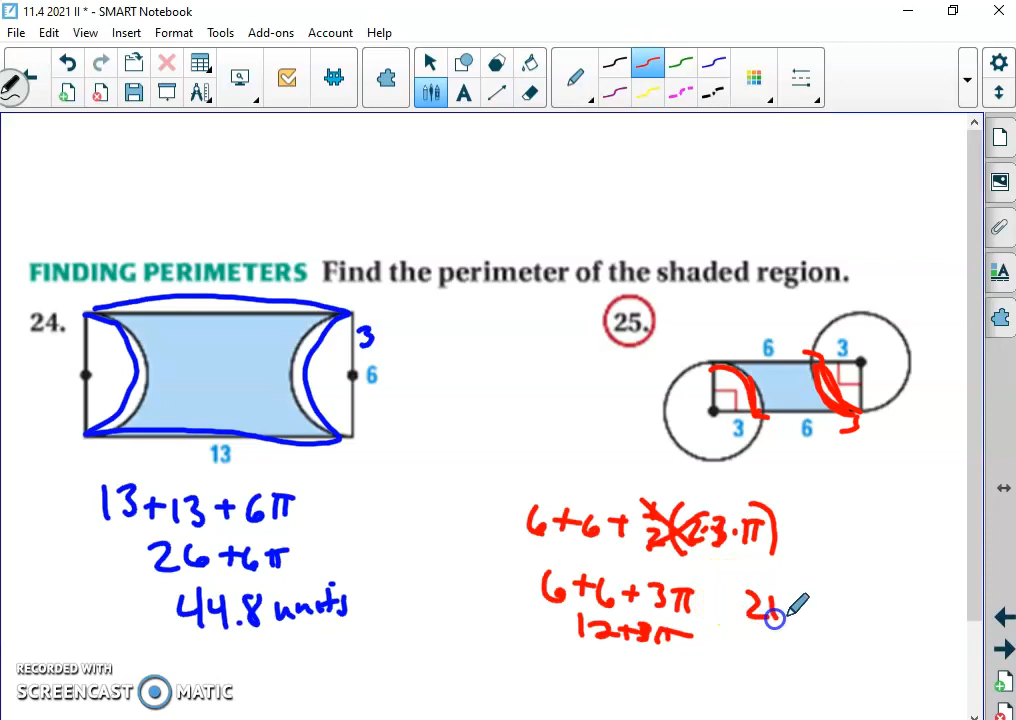 11.4 2021 II * - SMART Notebook
File Edit View Insert Format Tools Add-ons Account Help
FINDING PERIMETERS Find the perimeter of the shaded region.
24.
3
6
13
25.
6
3
3
6
3
13+13+6π
26+6π
44.8 units
6+6+1/2(2·3·π)
6+6+3π
12+3π
RECORDED WITH
SCREENCAST MATIC